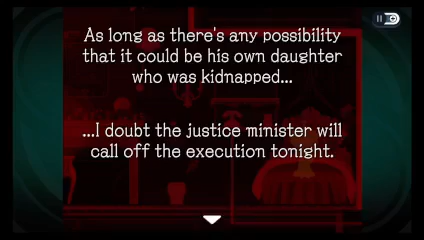 As long as there's any possibility
that it could be his own daughter
who was kidnapped...
...I doubt the justice minister will
call off the execution tonight.